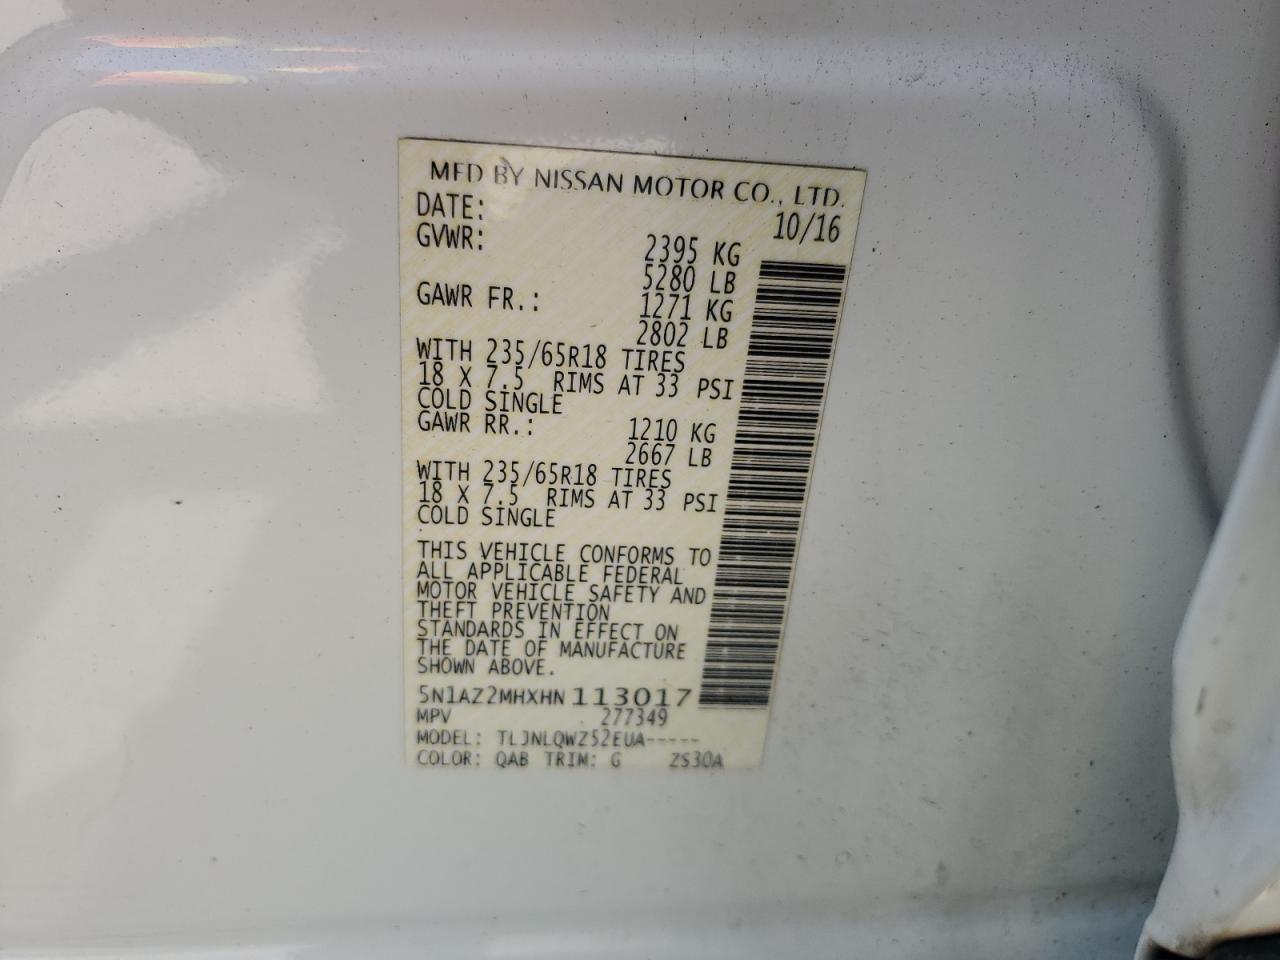 MFD BY NISSAN MOTOR CO., LTD.
DATE: 10/16
GVWR: 2395 KG
5280 LB
GAWR FR.: 1271 KG
2802 LB
WITH 235/65R18 TIRES
18 X 7.5 RIMS AT 33 PSI
COLD SINGLE
GAWR RR.: 1210 KG
2667 LB
WITH 235/65R18 TIRES
18 X 7.5 RIMS AT 33 PSI
COLD SINGLE
THIS VEHICLE CONFORMS TO
ALL APPLICABLE FEDERAL
MOTOR VEHICLE SAFETY AND
THEFT PREVENTION
STANDARDS IN EFFECT ON
THE DATE OF MANUFACTURE
SHOWN ABOVE.
5N1AZ2MHXHN113017
MPV 277349
MODEL: TLJNLQWZ52EUA-----
COLOR: QAB TRIM: G ZS30A